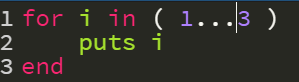 1 for i in ( 1...3 )
2     puts i
3 end